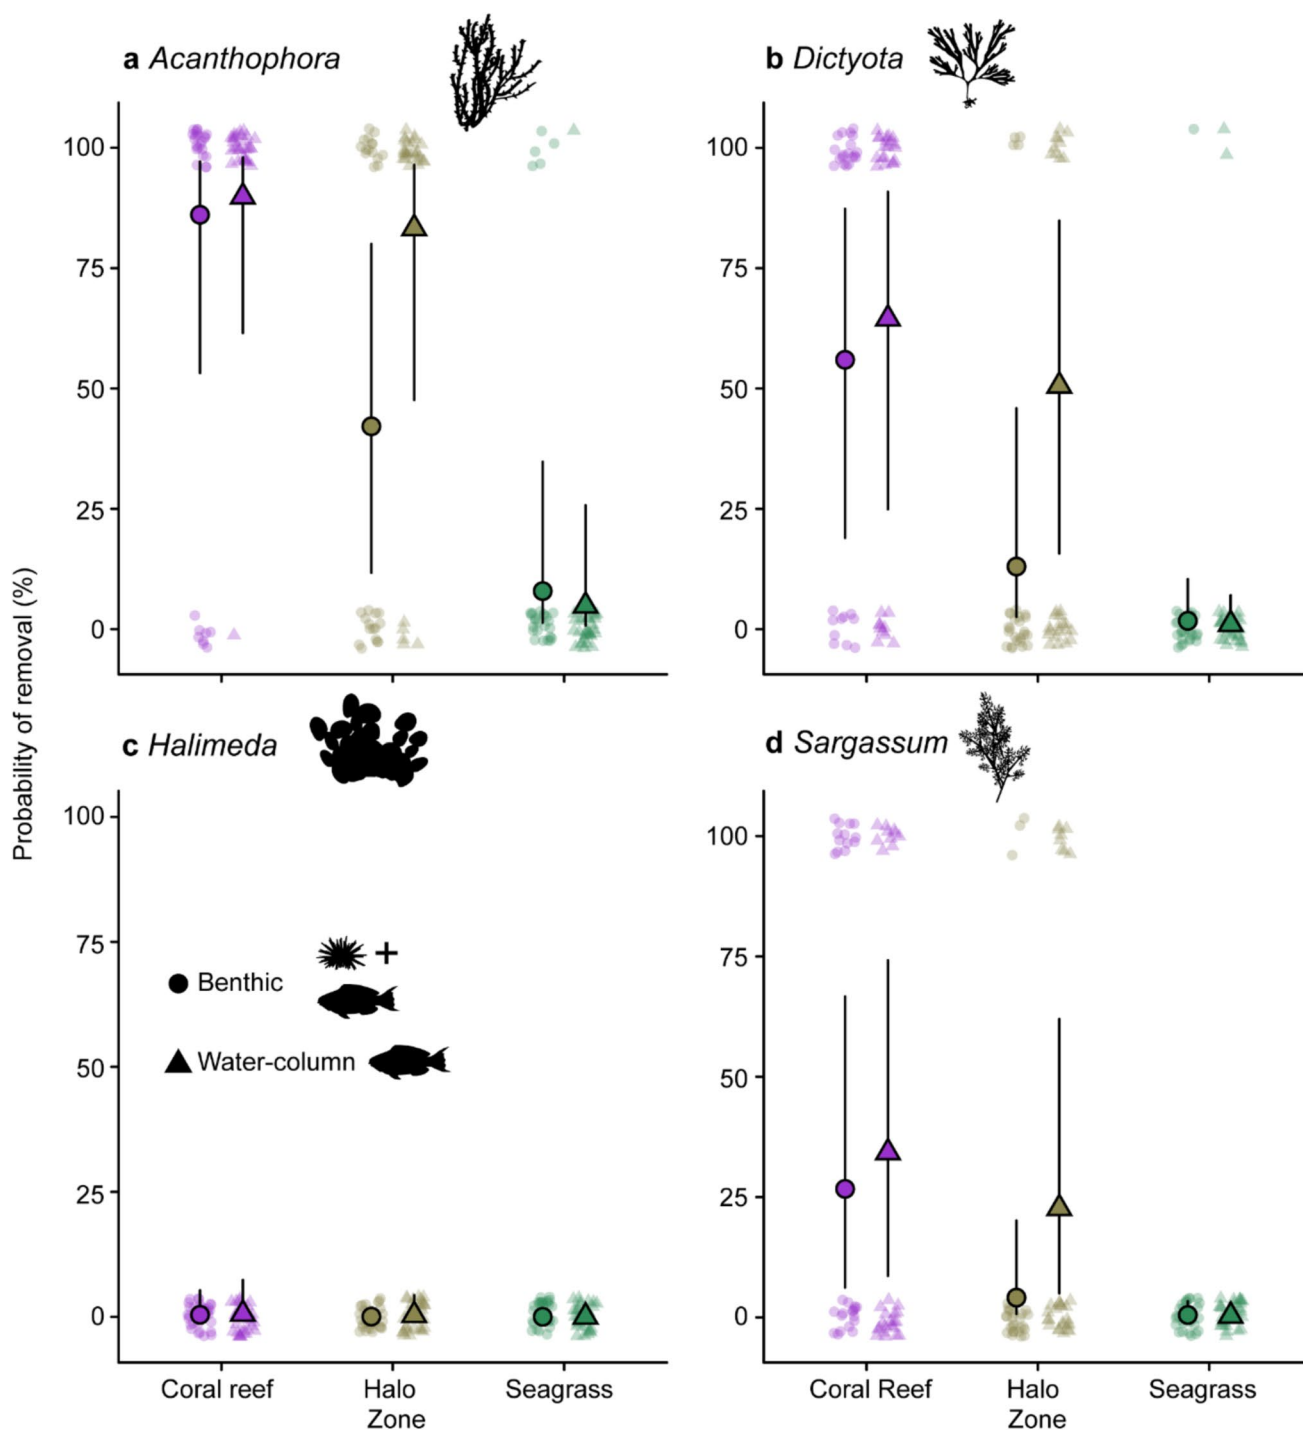 a Acanthophora
b Dictyota
100
75
50
25
0
100
75
50
25
0
Probability of removal (%)
c Halimeda
d Sargassum
100
75
50
25
0
Benthic
+
Water-column
100
75
50
25
0
Coral reef
Halo
Zone
Seagrass
Coral Reef
Halo
Zone
Seagrass